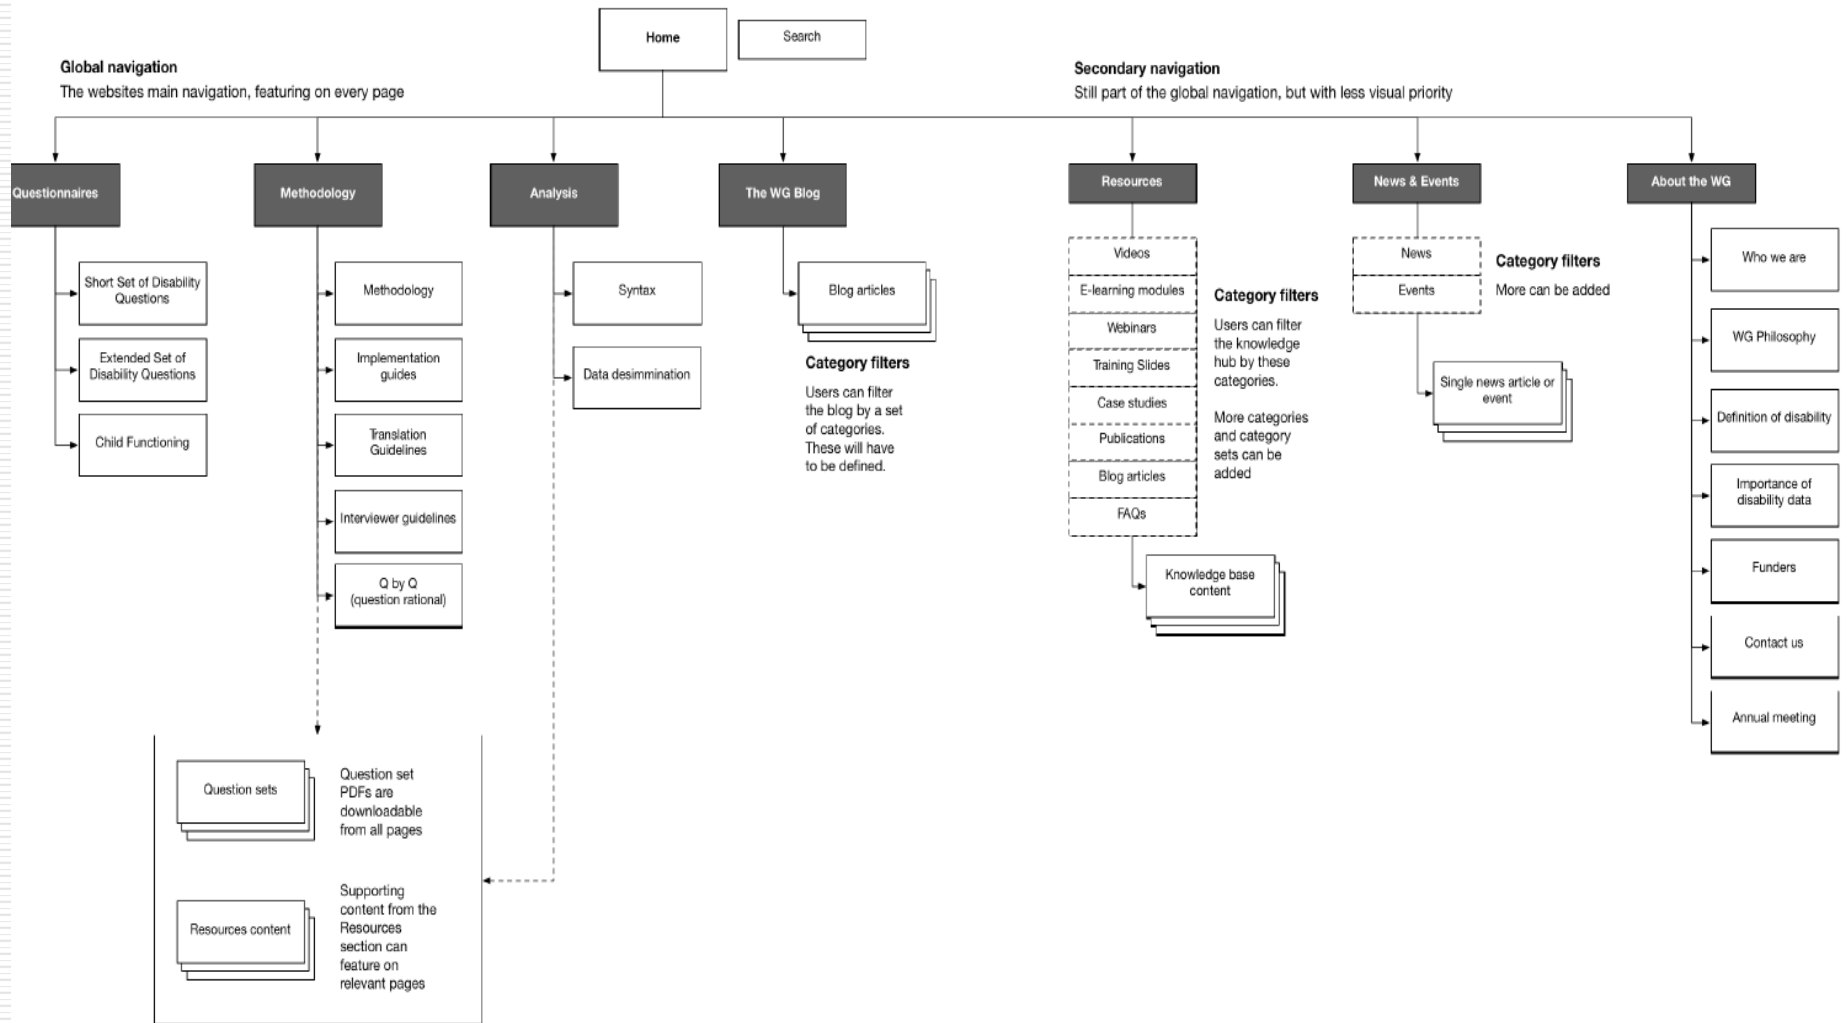 Home
Search
Global navigation
The websites main navigation, featuring on every page
Secondary navigation
Still part of the global navigation, but with less visual priority
Questionnaires
Short Set of Disability
Questions
Extended Set of
Disability Questions
Child Functioning
Methodology
Methodology
Implementation
guides
Translation
Guidelines
Interviewer guidelines
Q by Q
(question rational)
Analysis
Syntax
Data desimmination
The WG Blog
Blog articles
Category filters
Users can filter
the blog by a set
of categories.
These will have
to be defined.
Resources
Videos
E-learning modules
Webinars
Training Slides
Case studies
Publications
Blog articles
FAQs
Category filters
Users can filter
the knowledge
hub by these
categories.
More categories
and category
sets can be
added
Knowledge base
content
News & Events
News
Events
Category filters
More can be added
Single news article or
event
About the WG
Who we are
WG Philosophy
Definition of disability
Importance of
disability data
Funders
Contact us
Annual meeting
Question sets
Question set
PDFs are
downloadable
from all pages
Resources content
Supporting
content from the
Resources
section can
feature on
relevant pages